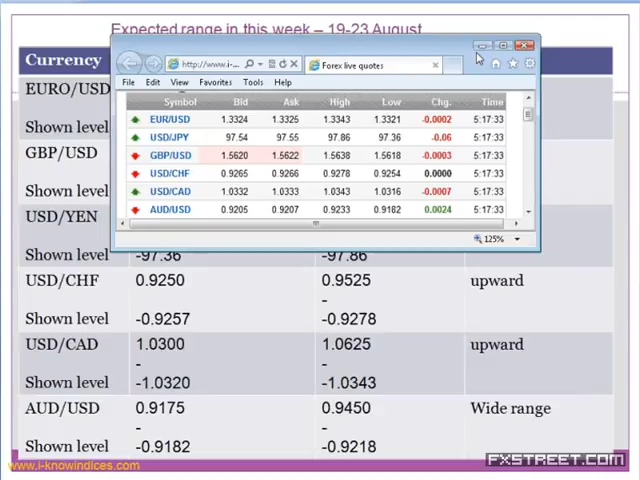 Expected range in this week – 19-23 August
Currency
http://www.i-... Forex live quotes
File Edit View Favorites Tools Help
Symbol Bid Ask High Low Chg. Time
EUR/USD 1.3324 1.3325 1.3343 1.3321 -0.0002 5:17:33
USD/JPY 97.54 97.55 97.86 97.36 -0.06 5:17:33
GBP/USD 1.5620 1.5622 1.5638 1.5618 -0.0003 5:17:33
USD/CHF 0.9265 0.9266 0.9278 0.9254 0.0000 5:17:33
USD/CAD 1.0332 1.0333 1.0343 1.0316 -0.0007 5:17:33
AUD/USD 0.9205 0.9207 0.9233 0.9182 0.0024 5:17:33
125%
EURO/USD
Shown level
GBP/USD
Shown level
USD/YEN
Shown level -97.36 -97.86
USD/CHF 0.9250 0.9525 upward
-
Shown level -0.9257 -0.9278
USD/CAD 1.0300 1.0625 upward
- -
Shown level -1.0320 -1.0343
AUD/USD 0.9175 0.9450 Wide range
- -
Shown level -0.9182 -0.9218
www.i-knowindices.com
FXSTREET.COM